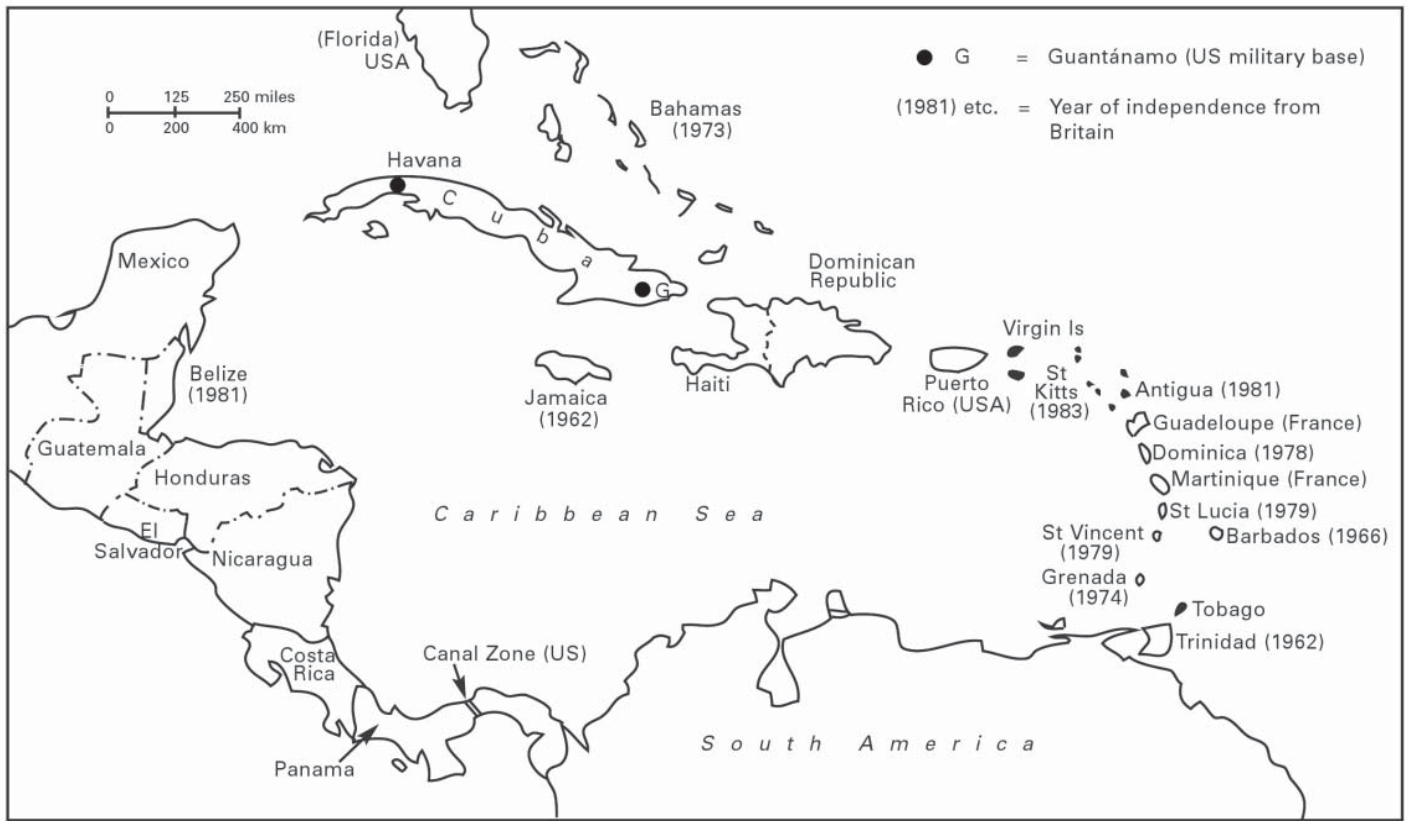 (Florida)
USA
● G = Guantánamo (US military base)
(1981) etc. = Year of independence from
Britain
0 125 250 miles
0 200 400 km
Bahamas
(1973)
Havana
Cuba
G
Mexico
Dominican
Republic
Virgin Is
Belize
(1981)
Jamaica
(1962)
Haiti
Puerto
Rico (USA)
St
Kitts
(1983)
Antigua (1981)
Guadeloupe (France)
Guatemala
Honduras
Dominica (1978)
Martinique (France)
Caribbean Sea
St Lucia (1979)
El
Salvador
Nicaragua
St Vincent
(1979)
Barbados (1966)
Grenada
(1974)
Tobago
Trinidad (1962)
Costa
Rica
Canal Zone (US)
Panama
South America